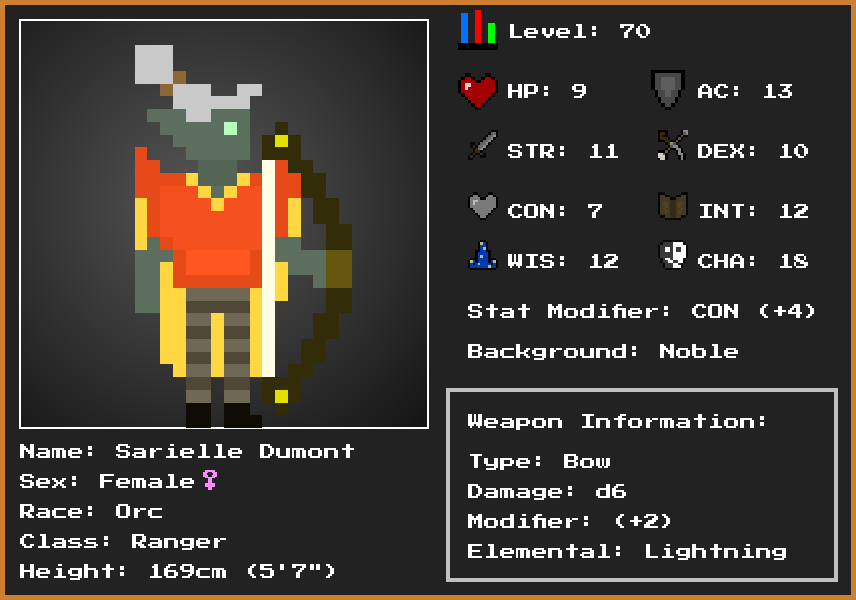 Level: 70
HP: 9
AC: 13
STR: 11
DEX: 10
CON: 7
INT: 12
WIS: 12
CHA: 18
Stat Modifier: CON (+4)
Background: Noble
Weapon Information:
Type: Bow
Damage: d6
Modifier: (+2)
Elemental: Lightning
Name: Sarielle Dumont
Sex: Female♀
Race: Orc
Class: Ranger
Height: 169cm (5'7")